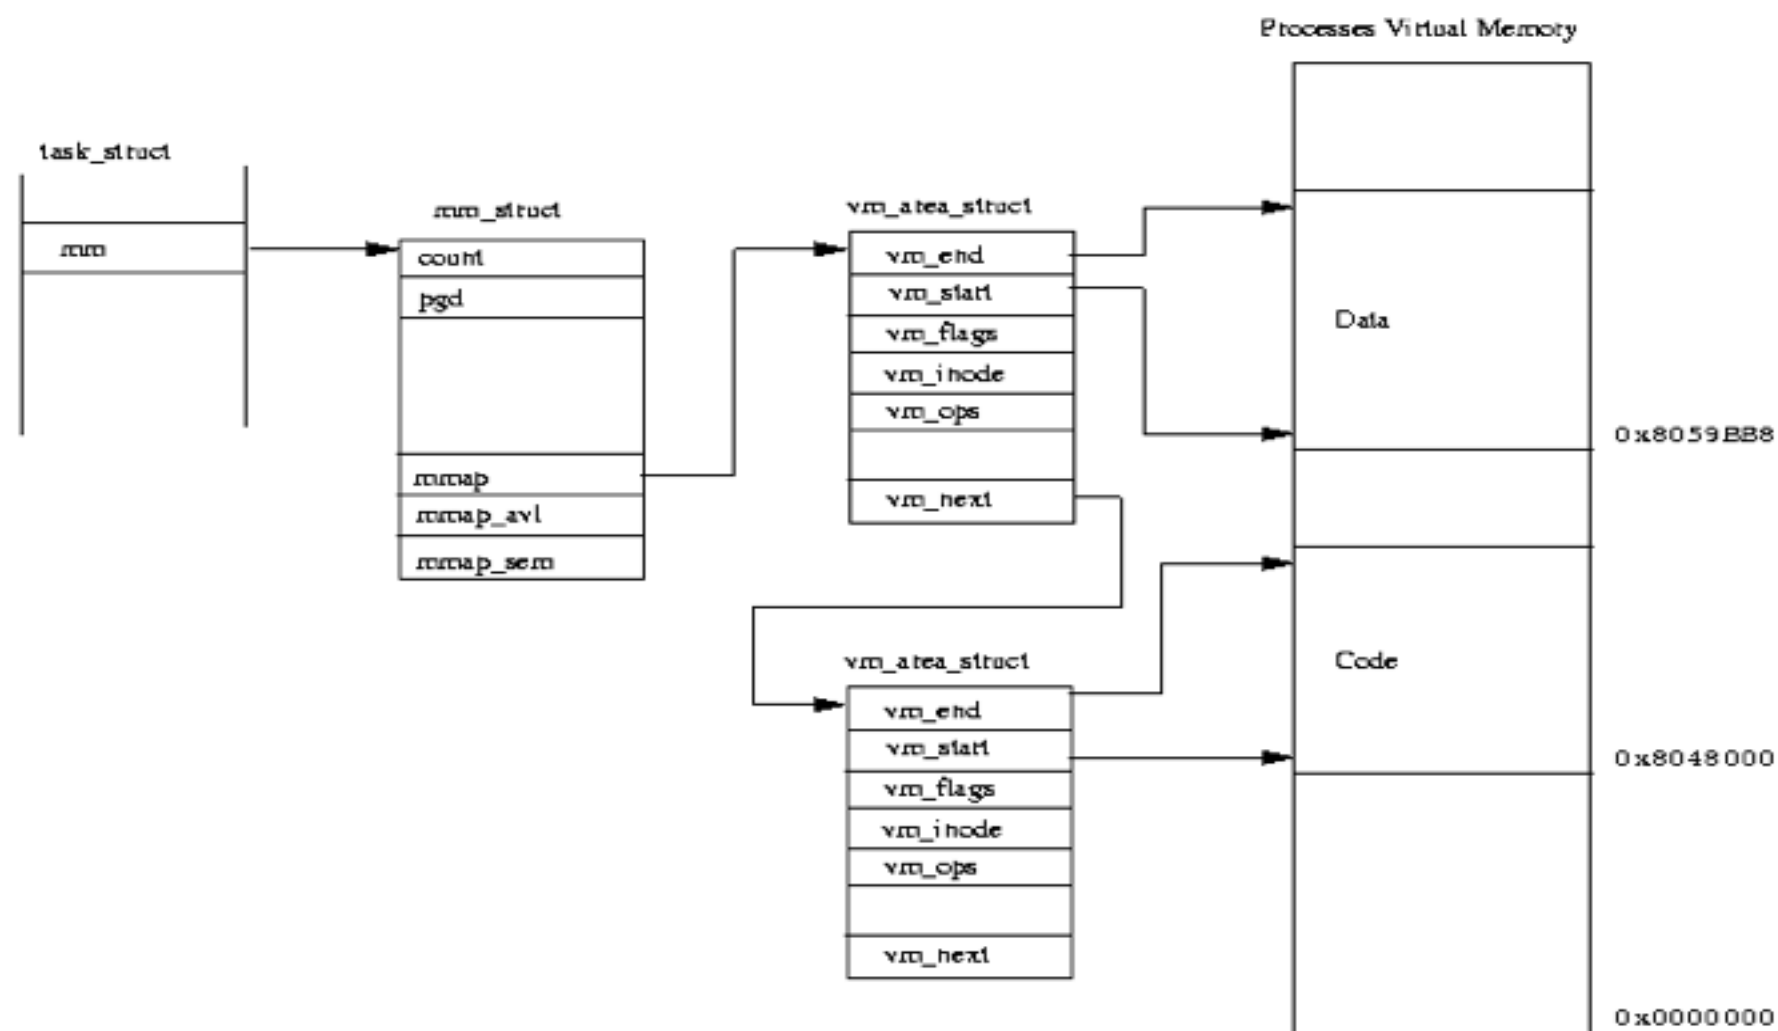 Processes Virtual Memory
task_struct
mm
mm_struct
count
pgd
mmap
mmap_avl
mmap_sem
vm_area_struct
vm_end
vm_start
vm_flags
vm_inode
vm_ops
vm_next
vm_area_struct
vm_end
vm_start
vm_flags
vm_inode
vm_ops
vm_next
Data
0x8059BB8
Code
0x8048000
0x0000000